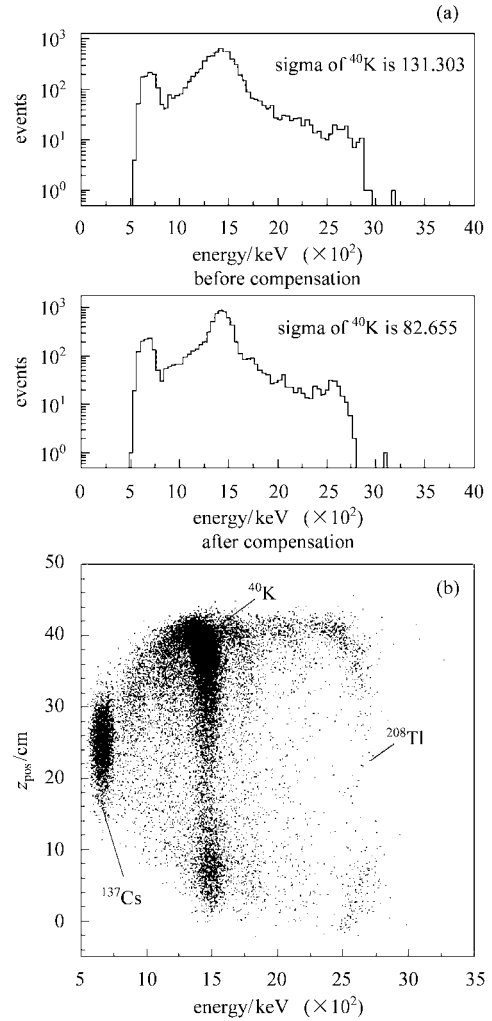 (a)
10³
sigma of ⁴⁰K is 131.303
10²
events
10¹
10⁰
0 5 10 15 20 25 30 35 40
energy/keV (×10²)
before compensation
10³
sigma of ⁴⁰K is 82.655
10²
events
10¹
10⁰
0 5 10 15 20 25 30 35 40
energy/keV (×10²)
after compensation
50
(b)
⁴⁰K
40
30
z_pos/cm
²⁰⁸Tl
20
10
¹³⁷Cs
0
5 10 15 20 25 30 35
energy/keV (×10²)